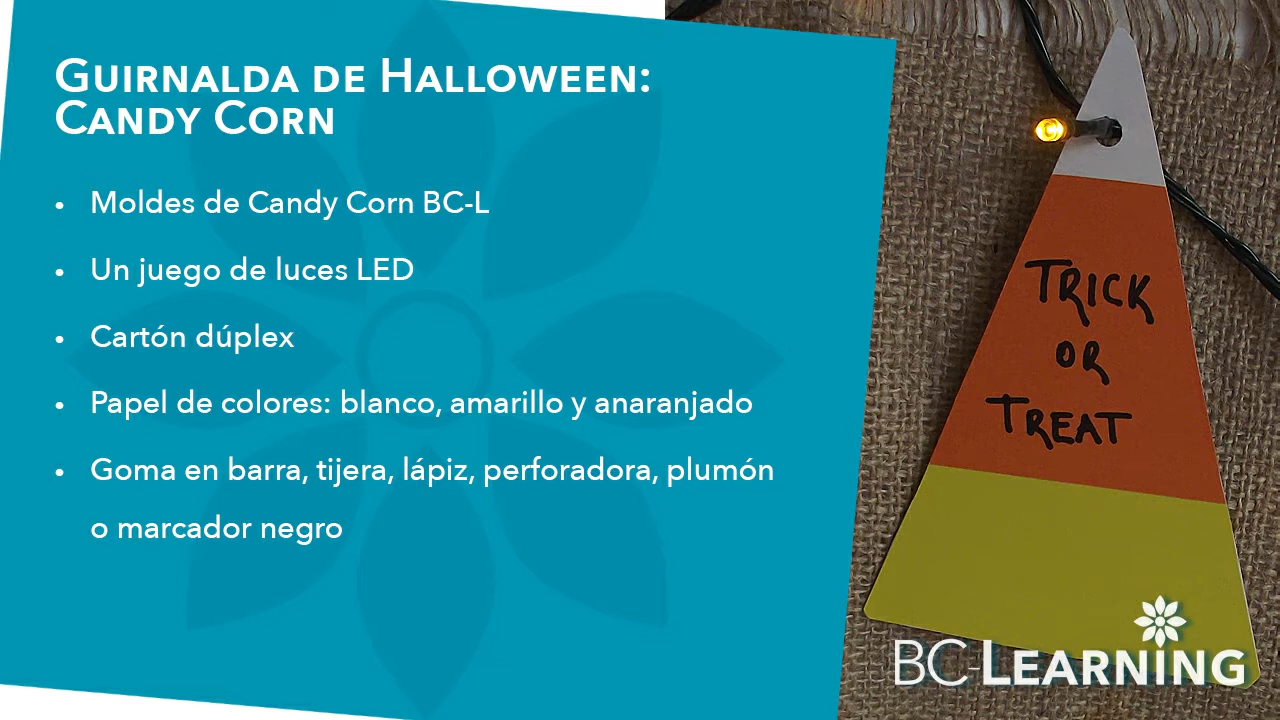 Guirnalda de Halloween:
Candy Corn
• Moldes de Candy Corn BC-L
• Un juego de luces LED
• Cartón dúplex
• Papel de colores: blanco, amarillo y anaranjado
• Goma en barra, tijera, lápiz, perforadora, plumón
o marcador negro
TRICK
OR
TREAT
BC-LEARNING